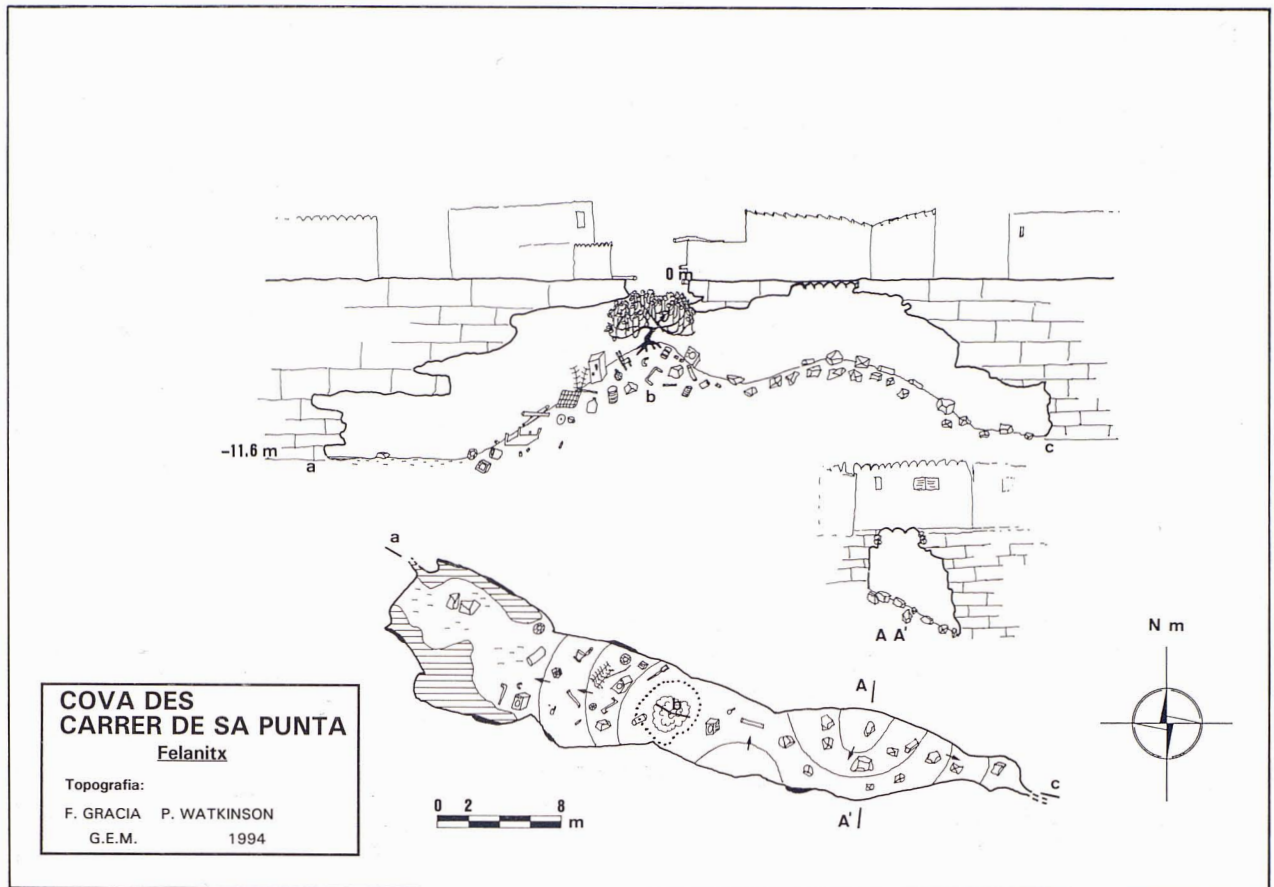 0 m
b
-11.6 m
a
c
a
A A'
N m
A
b
c
A'
COVA DES
CARRER DE SA PUNTA
Felanitx
Topografia:
F. GRACIA P. WATKINSON
G.E.M. 1994
0 2 8
m